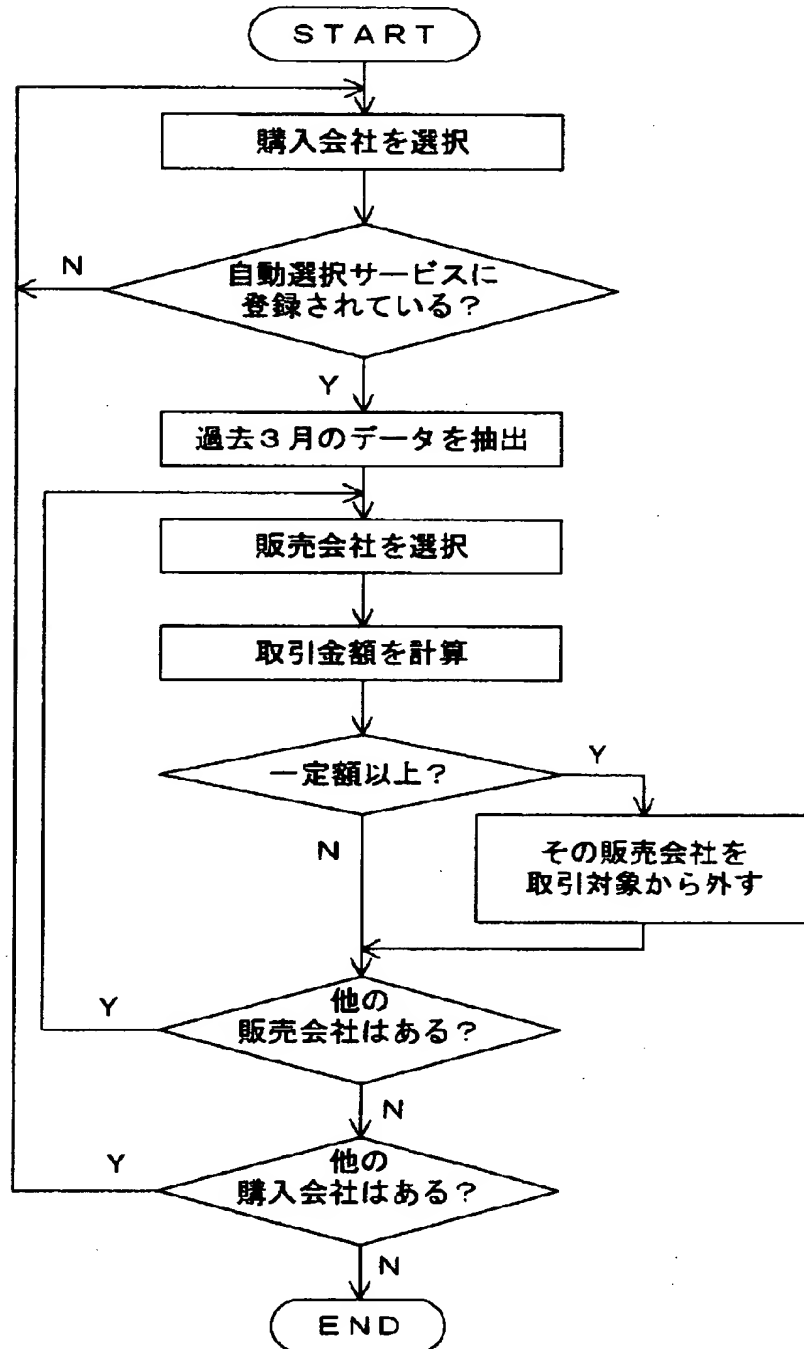 START
購入会社を選択
N
自動選択サービスに
登録されている?
Y
過去3月のデータを抽出
販売会社を選択
取引金額を計算
一定額以上?
Y
N
その販売会社を
取引対象から外す
Y
他の
販売会社はある?
N
Y
他の
購入会社はある?
N
END